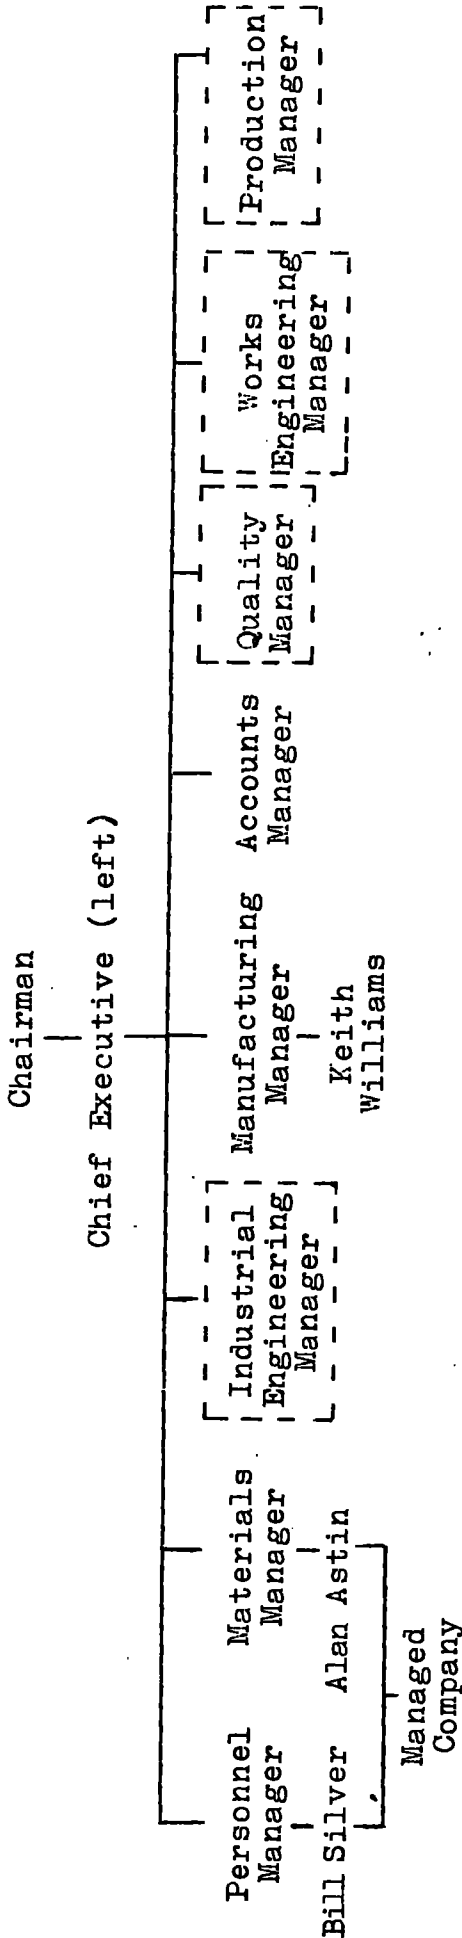 Chairman
Chief Executive (left)
Personnel
Manager
Bill Silver
Materials
Manager
Alan Astin
Managed
Company
Industrial
Engineering
Manager
Manufacturing
Manager
Keith
Williams
Accounts
Manager
Quality
Manager
Works
Engineering
Manager
Production
Manager